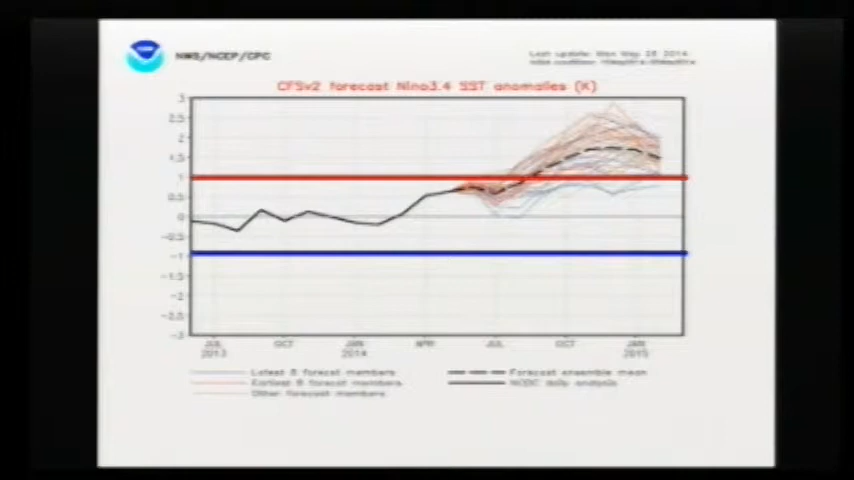 NWS/NCEP/CPC
Last update: Mon May 26 2014
CFSv2 forecast Nino3.4 SST anomalies (K)
3
2.5
2
1.5
1
0.5
0
-0.5
-1
-1.5
-2
-2.5
-3
JUL OCT JAN APR JUL OCT JAN
2013 2014 2015
Latest 8 forecast members
Earliest 8 forecast members
Other forecast members
Forecast ensemble mean
NCDC daily analysis